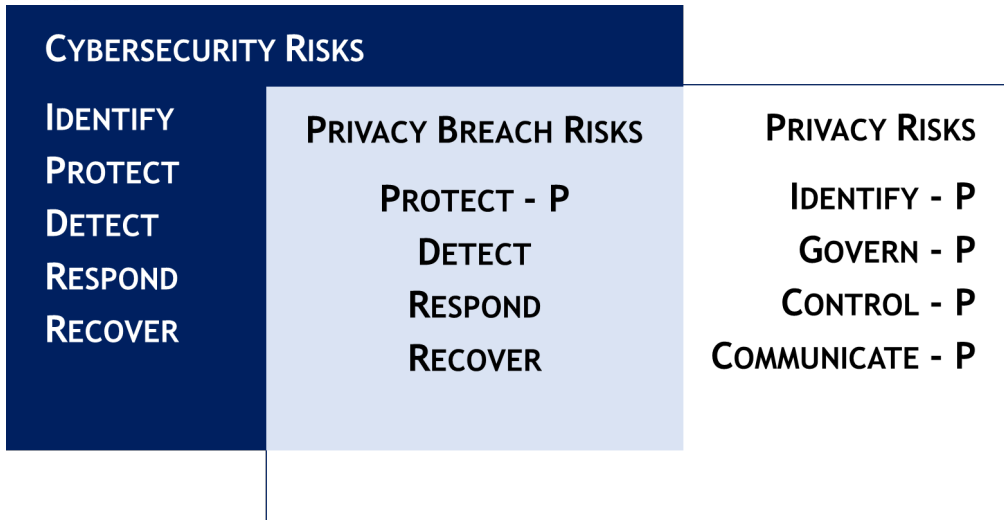 CYBERSECURITY RISKS
IDENTIFY
PROTECT
DETECT
RESPOND
RECOVER
PRIVACY BREACH RISKS
PROTECT - P
DETECT
RESPOND
RECOVER
PRIVACY RISKS
IDENTIFY - P
GOVERN - P
CONTROL - P
COMMUNICATE - P